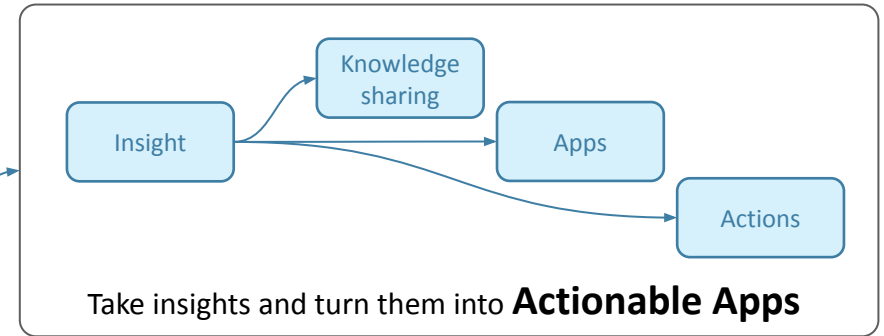 Knowledge
sharing
Insight
Apps
Actions
Take insights and turn them into Actionable Apps